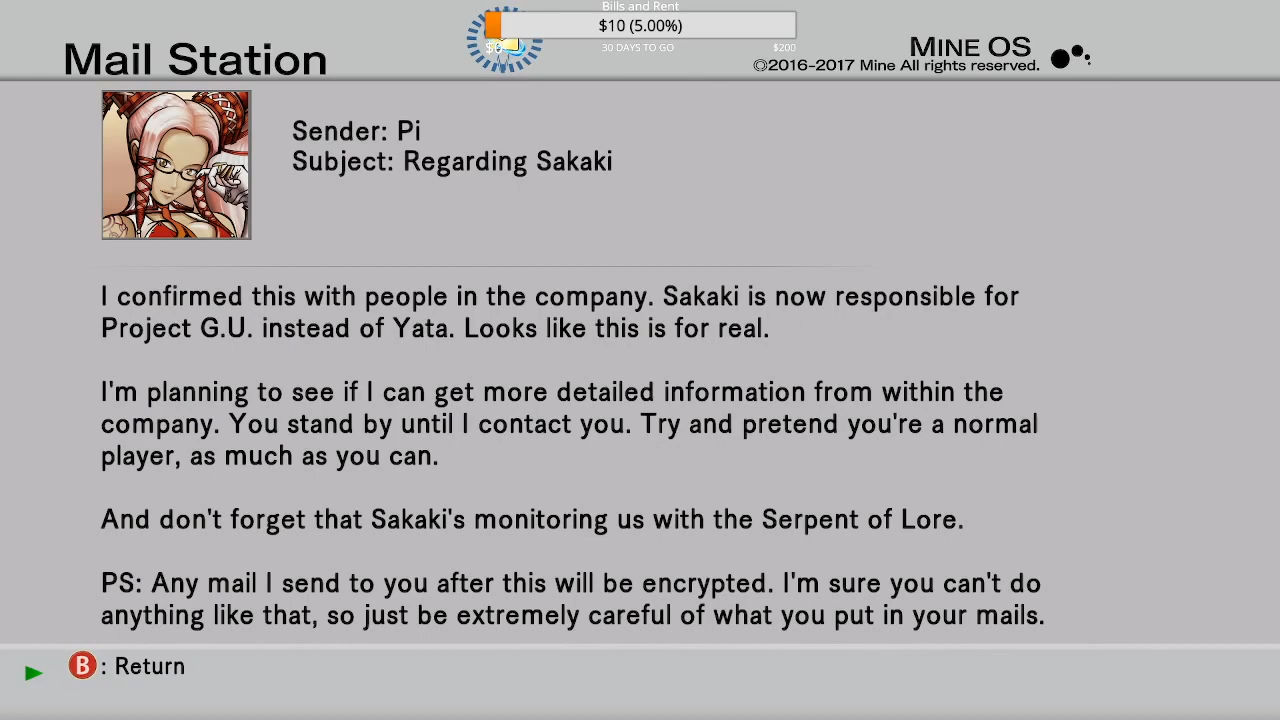 Bills and Rent
$10 (5.00%)
$0
30 DAYS TO GO
$200
Mail Station
MINE OS
©2016-2017 Mine All rights reserved.
Sender: Pi
Subject: Regarding Sakaki
I confirmed this with people in the company. Sakaki is now responsible for
Project G.U. instead of Yata. Looks like this is for real.
I'm planning to see if I can get more detailed information from within the
company. You stand by until I contact you. Try and pretend you're a normal
player, as much as you can.
And don't forget that Sakaki's monitoring us with the Serpent of Lore.
PS: Any mail I send to you after this will be encrypted. I'm sure you can't do
anything like that, so just be extremely careful of what you put in your mails.
B : Return